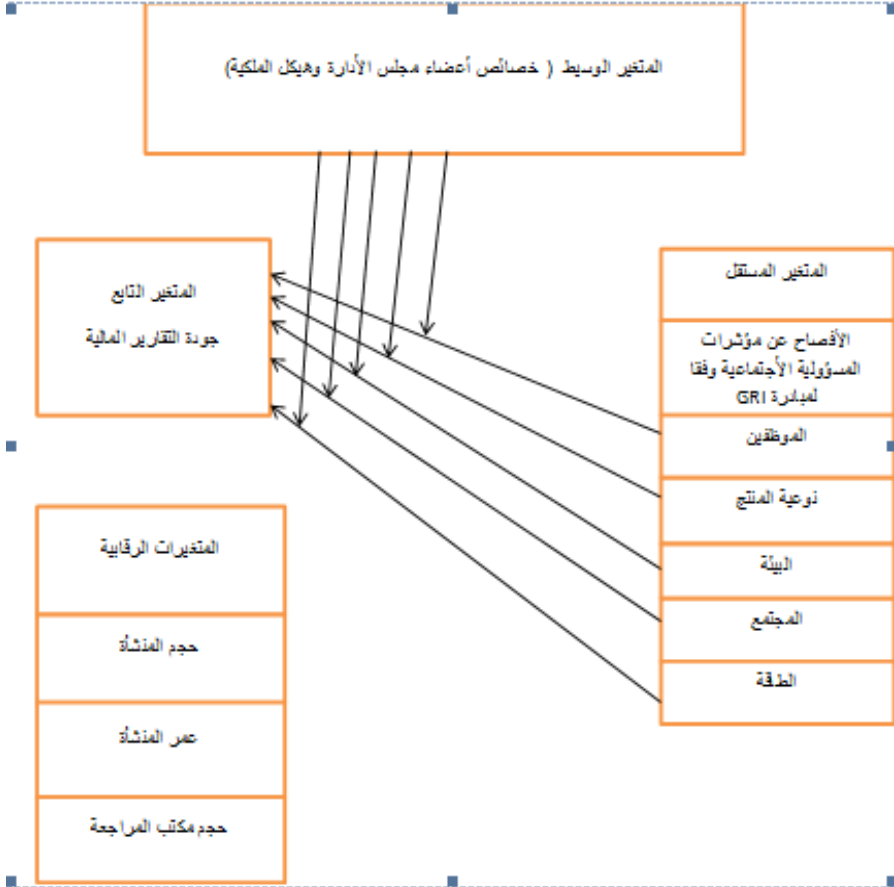 المتغير الوسيط ( خصائص أعضاء مجلس الأدارة وهيكل الملكية)
المتغير المستقل
الأفصاح عن مؤشرات
المسؤولية الأجتماعية وفقا
لمبادرة GRI
الموظفين
نوعية المنتج
البيئة
المجتمع
الطاقة
المتغير التابع
جودة التقارير المالية
المتغيرات الرقابية
حجم المنشأة
عمر المنشأة
حجم مكتب المراجعة